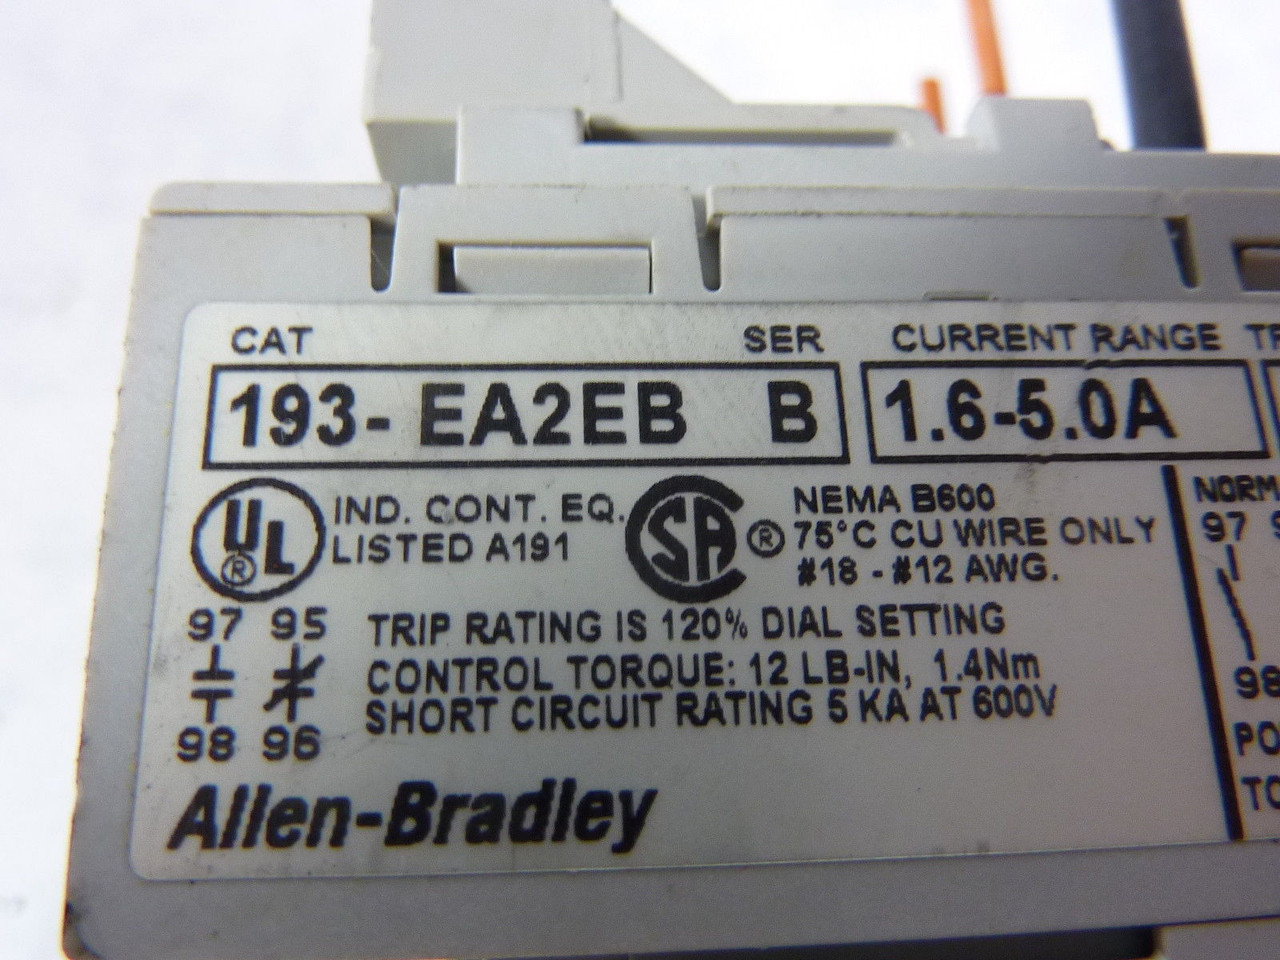 CAT SER CURRENT RANGE
193- EA2EB B 1.6-5.0A
UL ® IND. CONT. EQ.
LISTED A191
SA ® NEMA B600
75°C CU WIRE ONLY
#18 - #12 AWG.
97 95
98 96
TRIP RATING IS 120% DIAL SETTING
CONTROL TORQUE: 12 LB-IN, 1.4Nm
SHORT CIRCUIT RATING 5 KA AT 600V
Allen-Bradley
97
98